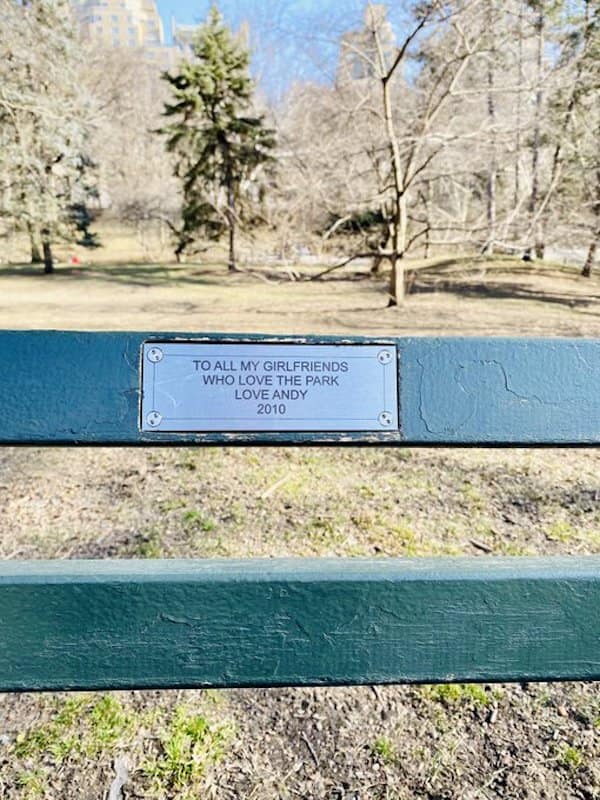 TO ALL MY GIRLFRIENDS
WHO LOVE THE PARK
LOVE ANDY
2010